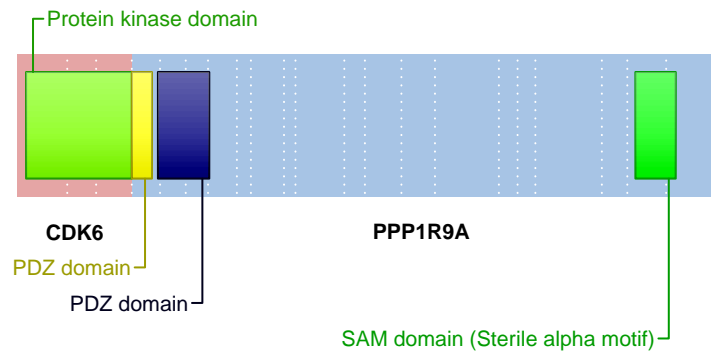 Protein kinase domain
CDK6
PPP1R9A
PDZ domain
PDZ domain
SAM domain (Sterile alpha motif)